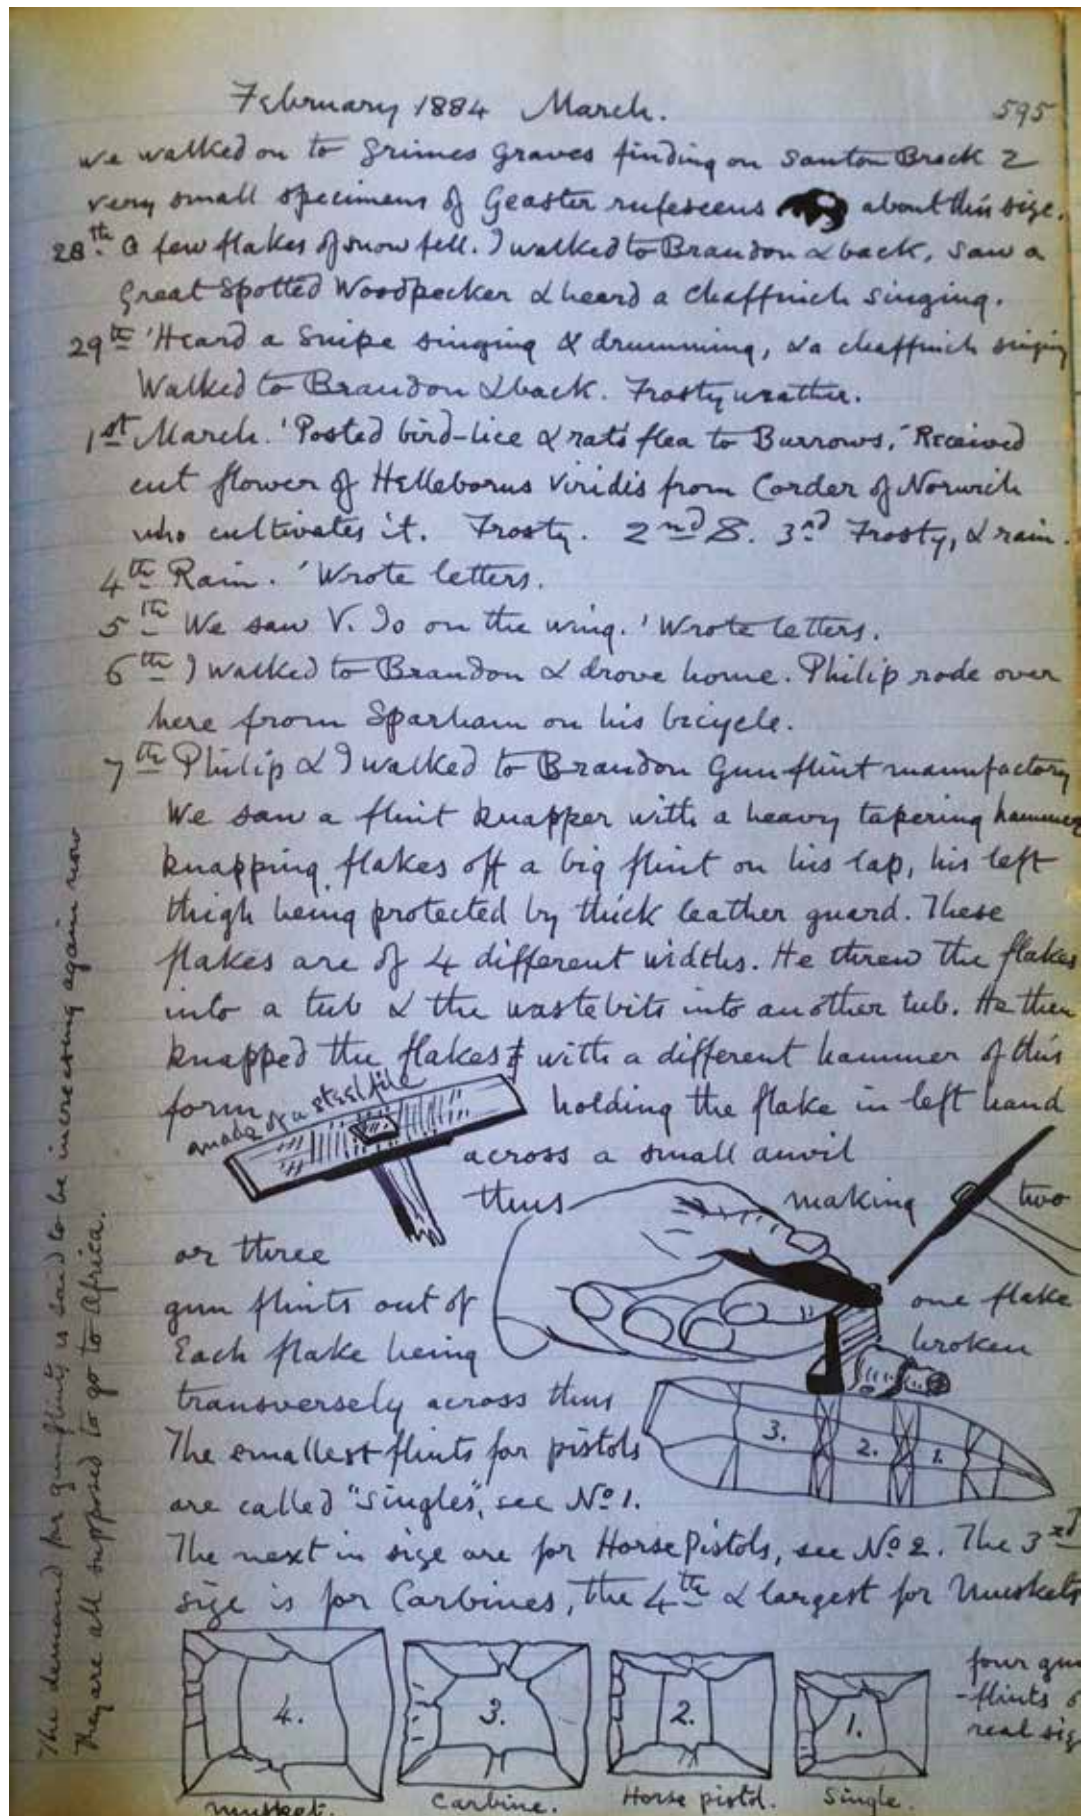 February 1884 March. 595
we walked on to Grimes Graves finding on Santon Breck 2
very small specimens of Geaster rufescens about this size.
28th A few flakes of snow fell. I walked to Brandon & back, saw a
Great Spotted Woodpecker & heard a chaffinch singing.
29th 'Heard a snipe singing & drumming, & a chaffinch singing
Walked to Brandon & back. Frosty weather.
1st March. 'Posted bird-lice & rats flea to Burrows.' Received
cut flower of Helleborus Viridis from Corder of Norwich
who cultivates it. Frosty. 2nd S. 3rd Frosty, & rain.
4th Rain. 'Wrote letters.
5th We saw V. Io on the wing. 'Wrote letters.
6th I walked to Brandon & drove home. Philip rode over
here from Sparham on his bicycle.
7th Philip & I walked to Brandon Gun flint manufactory
We saw a flint knapper with a heavy tapering hammer
knapping flakes off a big flint on his lap, his left
thigh being protected by thick leather guard. These
flakes are of 4 different widths. He threw the flakes
into a tub & the waste bits into another tub. He then
knapped the flakes with a different hammer of this
form holding the flake in left hand
made of a steel file
across a small anvil
thus making two
or three
gun flints out of one flake
Each flake being broken
transversely across thus
3. 2. 1.
The smallest flints for pistols
are called "singles", see No 1.
The next in size are for Horse Pistols, see No 2. The 3rd
size is for Carbines, the 4th & largest for Muskets
4. 3. 2. 1.
four gun
-flints of
real siz
Musket. Carbine. Horse pistol. Single.
The demand for gunflints is said to be increasing again now
They are all supposed to go to Africa.